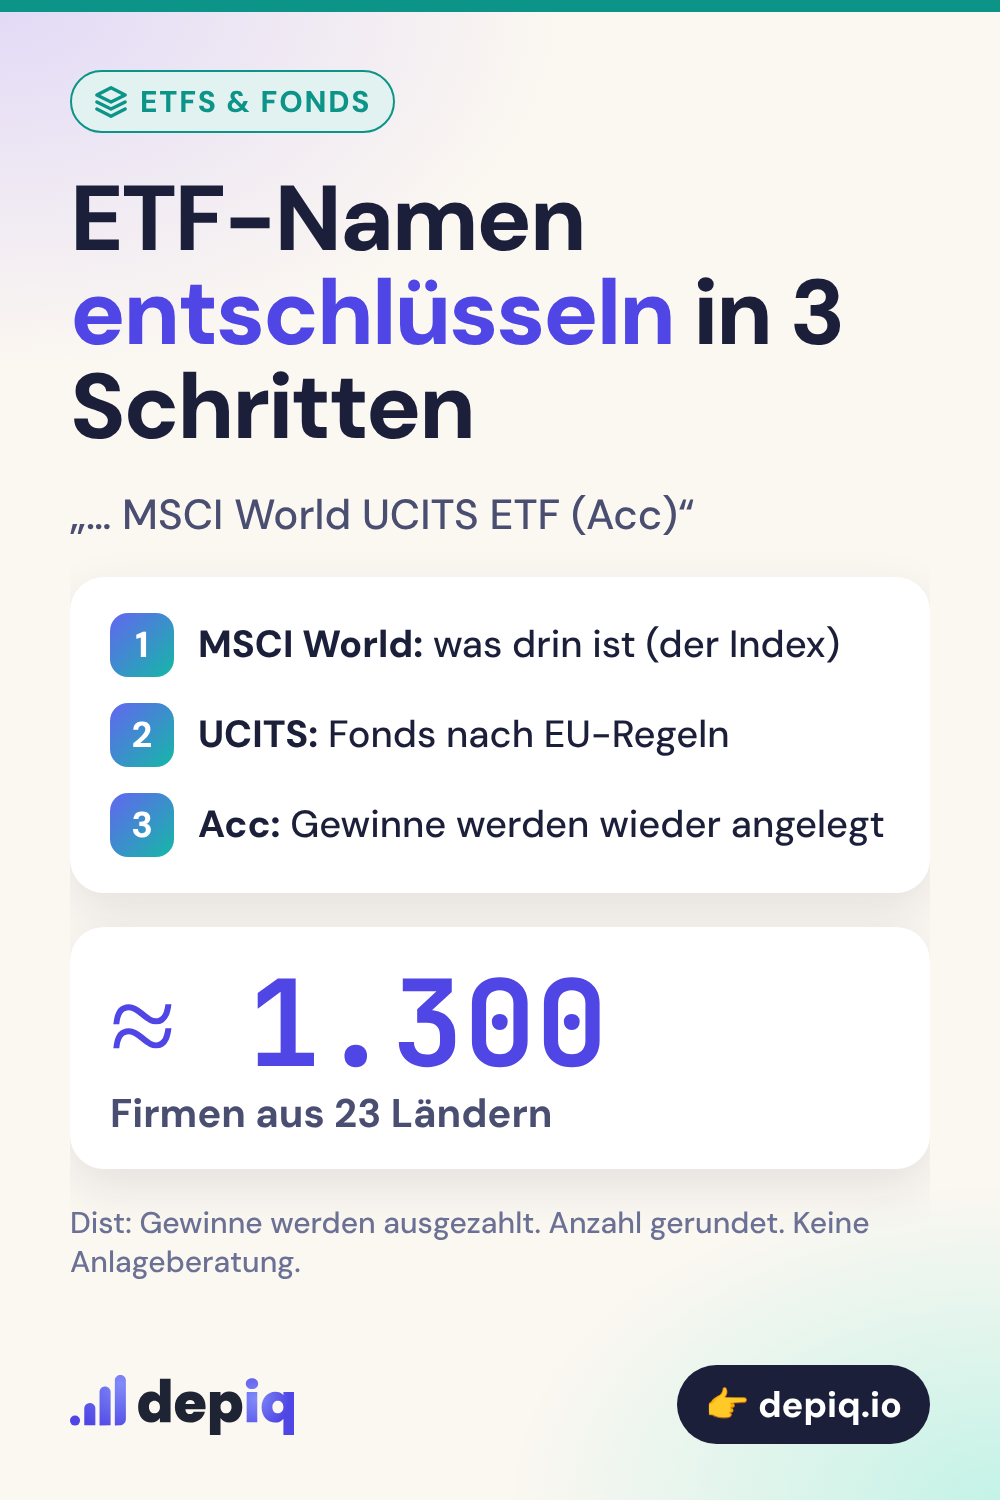 ETFS & FONDS
ETF-Namen
entschlüsseln in 3
Schritten
„… MSCI World UCITS ETF (Acc)“
1 MSCI World: was drin ist (der Index)
2 UCITS: Fonds nach EU-Regeln
3 Acc: Gewinne werden wieder angelegt
≈ 1.300
Firmen aus 23 Ländern
Dist: Gewinne werden ausgezahlt. Anzahl gerundet. Keine
Anlageberatung.
depiq
👉 depiq.io